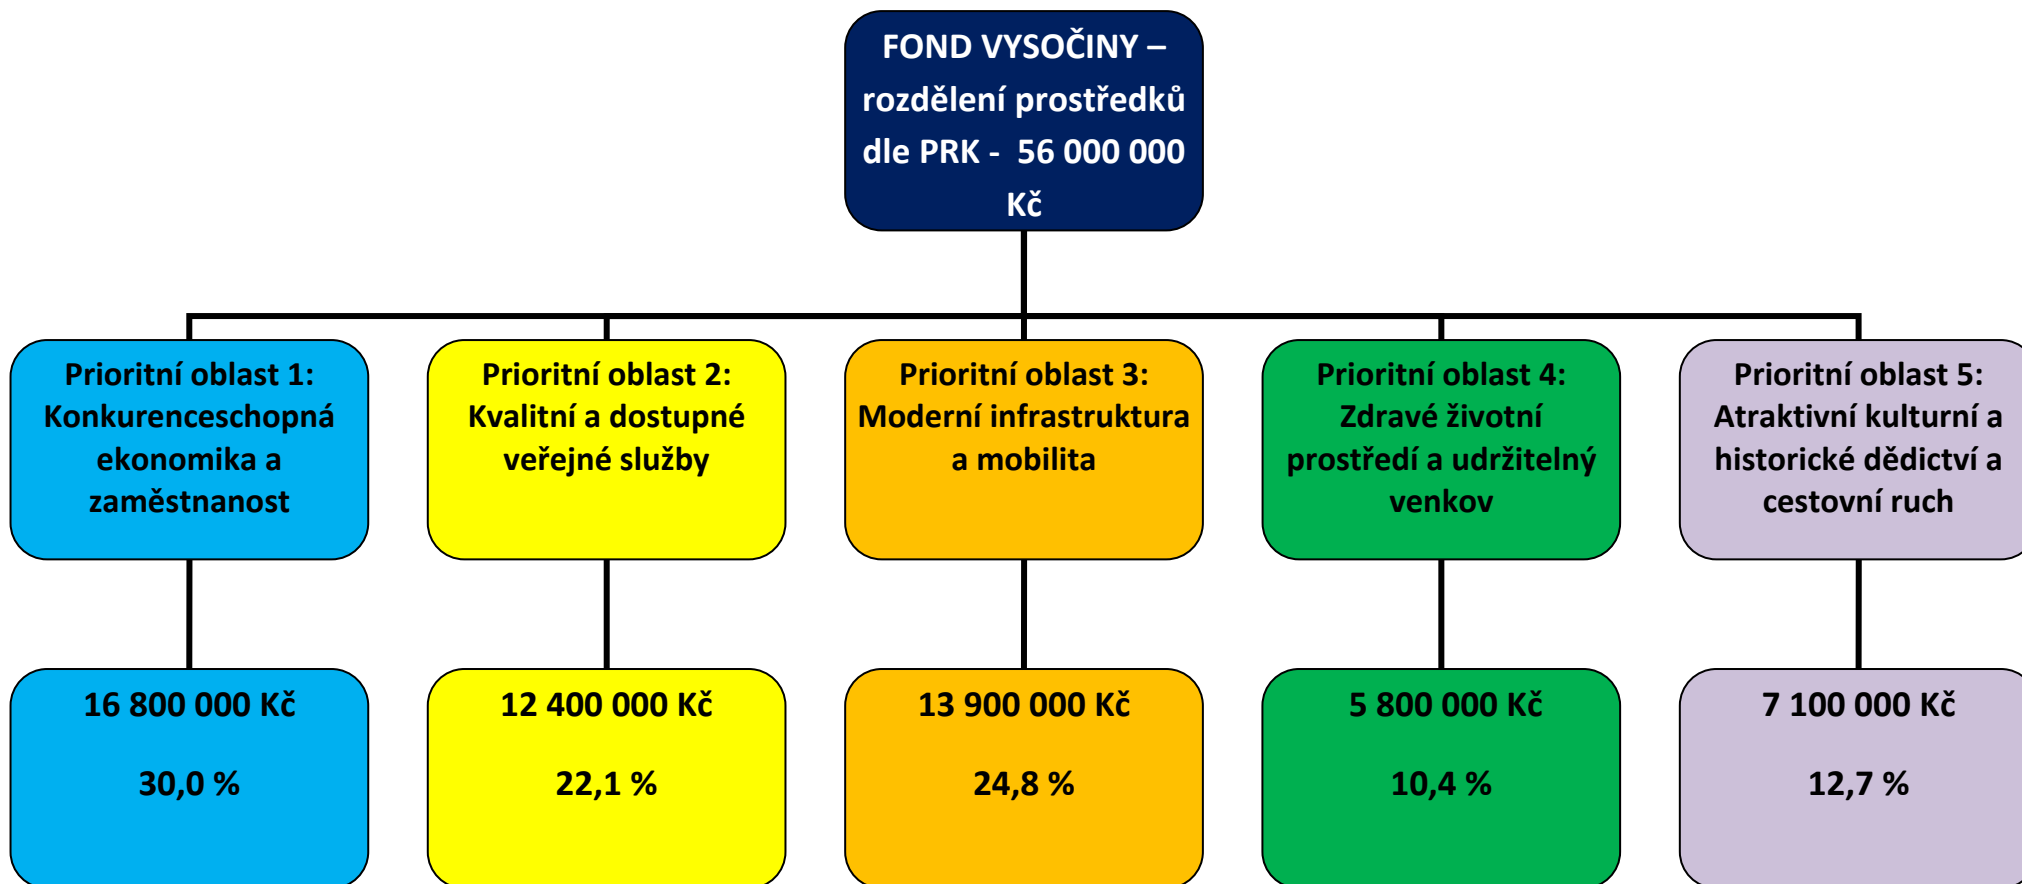 FOND VYSOČINY –
rozdělení prostředků
dle PRK -  56 000 000
Kč
Prioritní oblast 1:
Konkurenceschopná
ekonomika a
zaměstnanost
Prioritní oblast 2:
Kvalitní a dostupné
veřejné služby
Prioritní oblast 3:
Moderní infrastruktura
a mobilita
Prioritní oblast 4:
Zdravé životní
prostředí a udržitelný
venkov
Prioritní oblast 5:
Atraktivní kulturní a
historické dědictví a
cestovní ruch
16 800 000 Kč
30,0 %
12 400 000 Kč
22,1 %
13 900 000 Kč
24,8 %
5 800 000 Kč
10,4 %
7 100 000 Kč
12,7 %